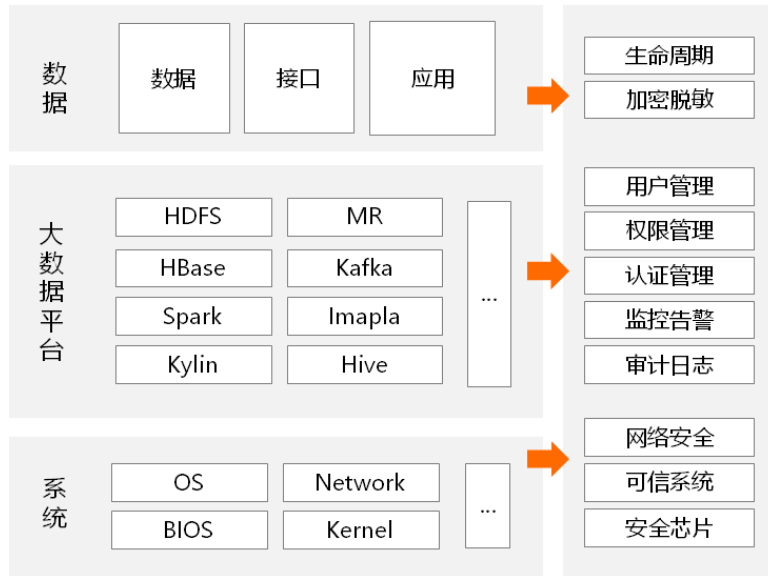 数据
数据
接口
应用
生命周期
加密脱敏
大数据平台
HDFS
MR
HBase
Kafka
Spark
Imapla
Kylin
Hive
...
用户管理
权限管理
认证管理
监控告警
审计日志
系统
OS
Network
BIOS
Kernel
...
网络安全
可信系统
安全芯片